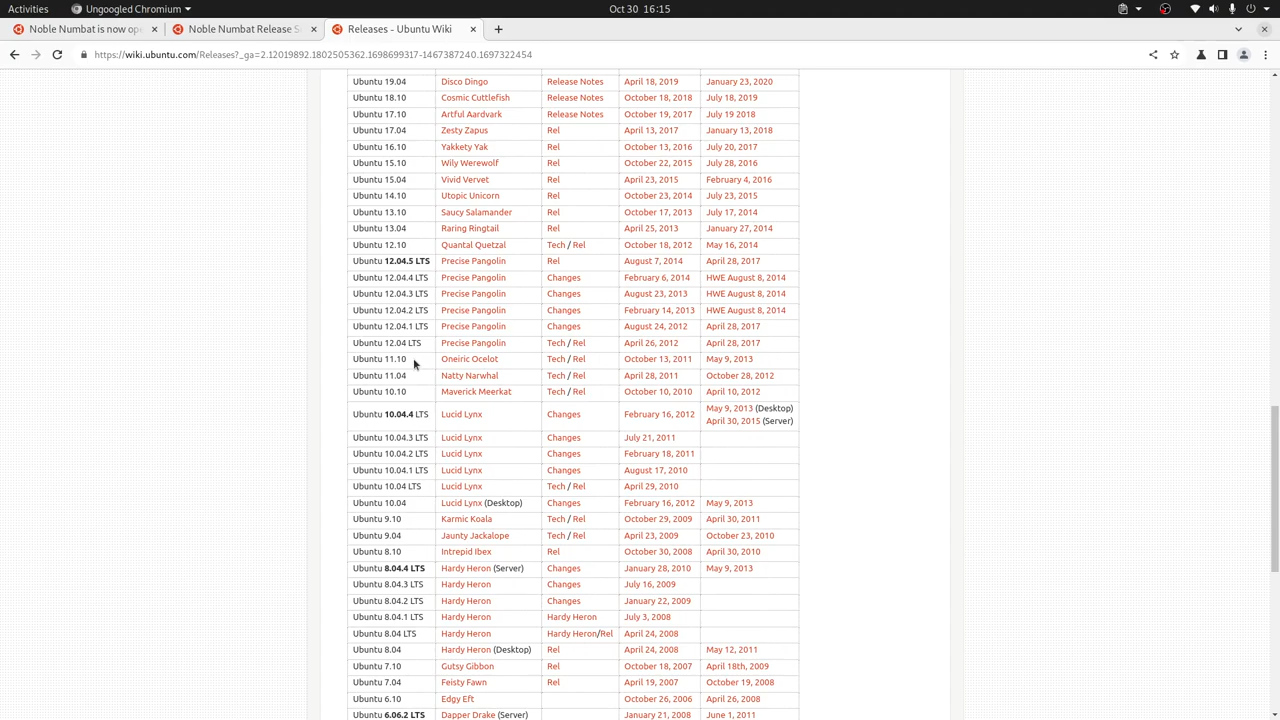 Activities Ungoogled Chromium Oct 30 16:15
Noble Numbat is now ope Noble Numbat Release S Releases - Ubuntu Wiki
https://wiki.ubuntu.com/Releases?_ga=2.12019892.1802505362.1698699317-1467387240.1697322454
Ubuntu 19.04 Disco Dingo Release Notes April 18, 2019 January 23, 2020
Ubuntu 18.10 Cosmic Cuttlefish Release Notes October 18, 2018 July 18, 2019
Ubuntu 17.10 Artful Aardvark Release Notes October 19, 2017 July 19 2018
Ubuntu 17.04 Zesty Zapus Rel April 13, 2017 January 13, 2018
Ubuntu 16.10 Yakkety Yak Rel October 13, 2016 July 20, 2017
Ubuntu 15.10 Wily Werewolf Rel October 22, 2015 July 28, 2016
Ubuntu 15.04 Vivid Vervet Rel April 23, 2015 February 4, 2016
Ubuntu 14.10 Utopic Unicorn Rel October 23, 2014 July 23, 2015
Ubuntu 13.10 Saucy Salamander Rel October 17, 2013 July 17, 2014
Ubuntu 13.04 Raring Ringtail Rel April 25, 2013 January 27, 2014
Ubuntu 12.10 Quantal Quetzal Tech / Rel October 18, 2012 May 16, 2014
Ubuntu 12.04.5 LTS Precise Pangolin Rel August 7, 2014 April 28, 2017
Ubuntu 12.04.4 LTS Precise Pangolin Changes February 6, 2014 HWE August 8, 2014
Ubuntu 12.04.3 LTS Precise Pangolin Changes August 23, 2013 HWE August 8, 2014
Ubuntu 12.04.2 LTS Precise Pangolin Changes February 14, 2013 HWE August 8, 2014
Ubuntu 12.04.1 LTS Precise Pangolin Changes August 24, 2012 April 28, 2017
Ubuntu 12.04 LTS Precise Pangolin Tech / Rel April 26, 2012 April 28, 2017
Ubuntu 11.10 Oneiric Ocelot Tech / Rel October 13, 2011 May 9, 2013
Ubuntu 11.04 Natty Narwhal Tech / Rel April 28, 2011 October 28, 2012
Ubuntu 10.10 Maverick Meerkat Tech / Rel October 10, 2010 April 10, 2012
Ubuntu 10.04.4 LTS Lucid Lynx Changes February 16, 2012 May 9, 2013 (Desktop)
April 30, 2015 (Server)
Ubuntu 10.04.3 LTS Lucid Lynx Changes July 21, 2011
Ubuntu 10.04.2 LTS Lucid Lynx Changes February 18, 2011
Ubuntu 10.04.1 LTS Lucid Lynx Changes August 17, 2010
Ubuntu 10.04 LTS Lucid Lynx Tech / Rel April 29, 2010
Ubuntu 10.04 Lucid Lynx (Desktop) Changes February 16, 2012 May 9, 2013
Ubuntu 9.10 Karmic Koala Tech / Rel October 29, 2009 April 30, 2011
Ubuntu 9.04 Jaunty Jackalope Tech / Rel April 23, 2009 October 23, 2010
Ubuntu 8.10 Intrepid Ibex Rel October 30, 2008 April 30, 2010
Ubuntu 8.04.4 LTS Hardy Heron (Server) Changes January 28, 2010 May 9, 2013
Ubuntu 8.04.3 LTS Hardy Heron Changes July 16, 2009
Ubuntu 8.04.2 LTS Hardy Heron Changes January 22, 2009
Ubuntu 8.04.1 LTS Hardy Heron Hardy Heron July 3, 2008
Ubuntu 8.04 LTS Hardy Heron Hardy Heron/Rel April 24, 2008
Ubuntu 8.04 Hardy Heron (Desktop) Rel April 24, 2008 May 12, 2011
Ubuntu 7.10 Gutsy Gibbon Rel October 18, 2007 April 18th, 2009
Ubuntu 7.04 Feisty Fawn Rel April 19, 2007 October 19, 2008
Ubuntu 6.10 Edgy Eft October 26, 2006 April 26, 2008
Ubuntu 6.06.2 LTS Dapper Drake (Server) January 21, 2008 June 1, 2011